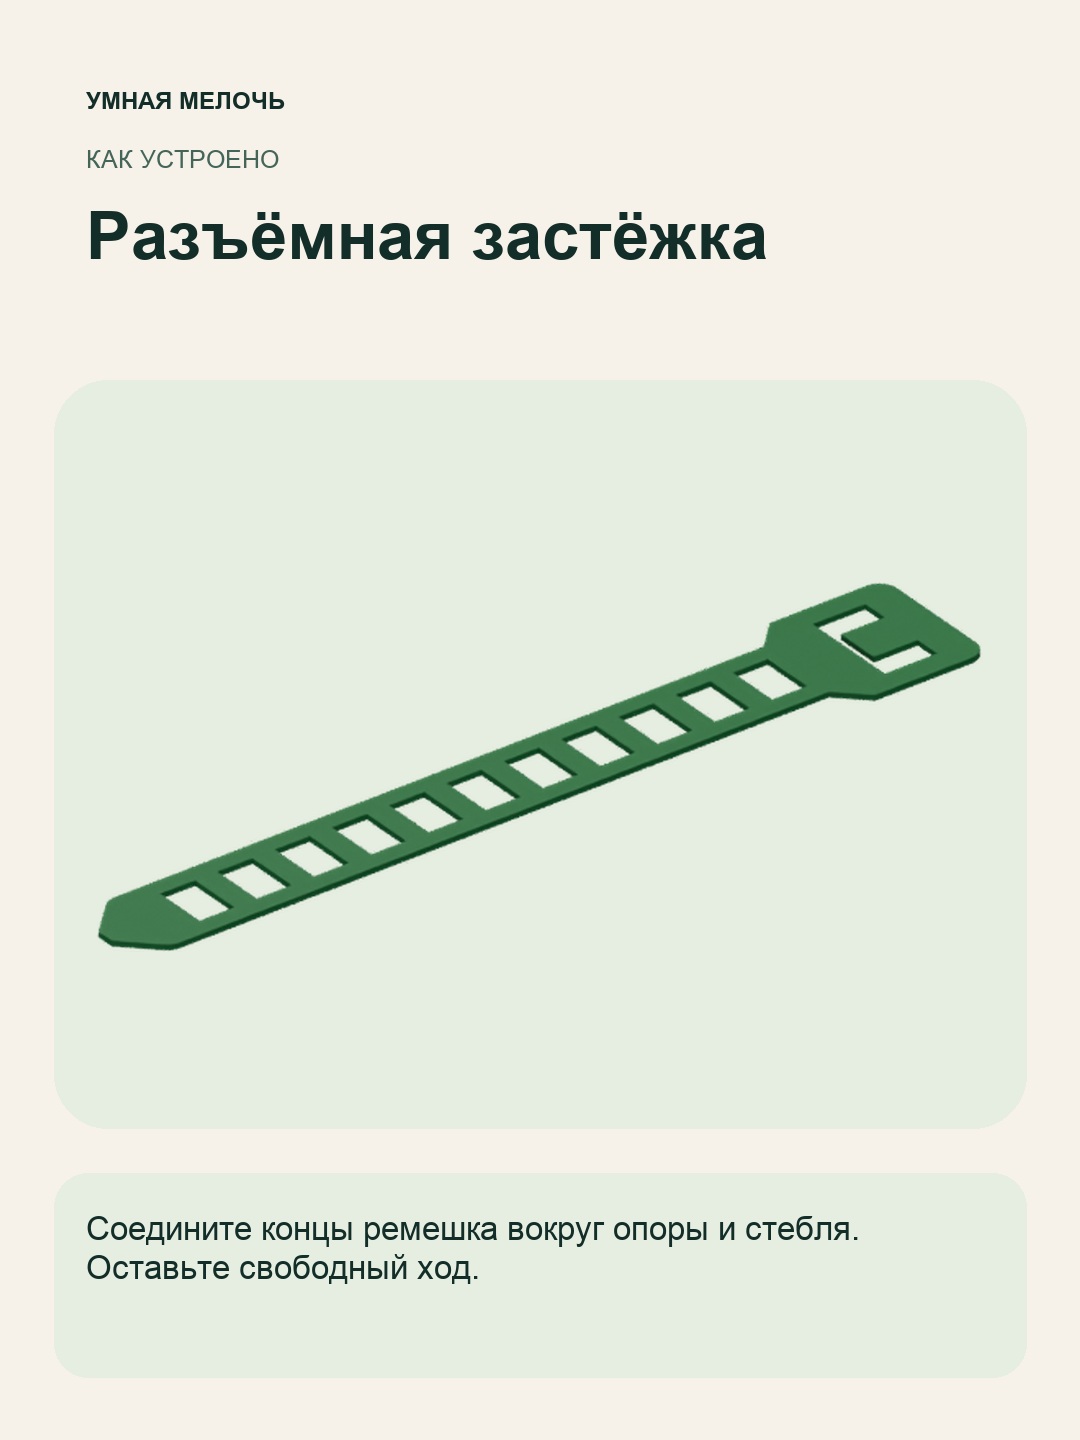 УМНАЯ МЕЛОЧЬ
КАК УСТРОЕНО
Разъёмная застёжка
Соедините концы ремешка вокруг опоры и стебля.
Оставьте свободный ход.